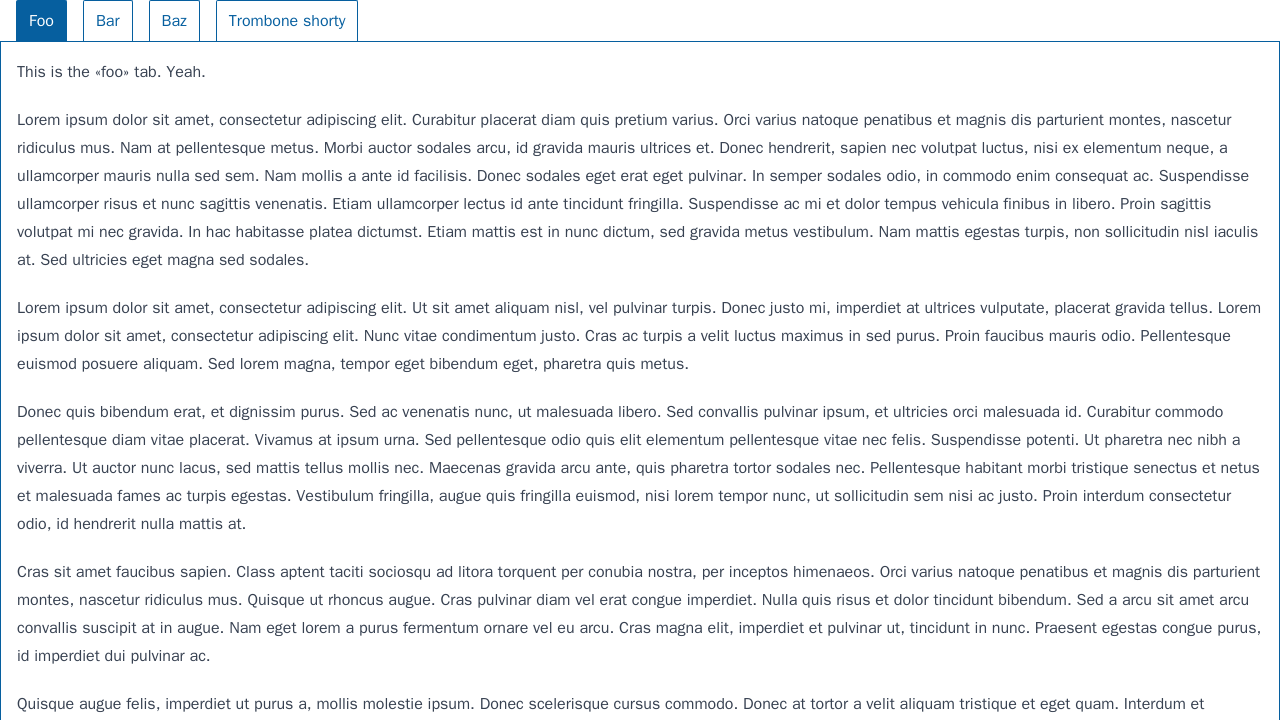 Foo
Bar
Baz
Trombone shorty
This is the «foo» tab. Yeah.
Lorem ipsum dolor sit amet, consectetur adipiscing elit. Curabitur placerat diam quis pretium varius. Orci varius natoque penatibus et magnis dis parturient montes, nascetur
ridiculus mus. Nam at pellentesque metus. Morbi auctor sodales arcu, id gravida mauris ultrices et. Donec hendrerit, sapien nec volutpat luctus, nisi ex elementum neque, a
ullamcorper mauris nulla sed sem. Nam mollis a ante id facilisis. Donec sodales eget erat eget pulvinar. In semper sodales odio, in commodo enim consequat ac. Suspendisse
ullamcorper risus et nunc sagittis venenatis. Etiam ullamcorper lectus id ante tincidunt fringilla. Suspendisse ac mi et dolor tempus vehicula finibus in libero. Proin sagittis
volutpat mi nec gravida. In hac habitasse platea dictumst. Etiam mattis est in nunc dictum, sed gravida metus vestibulum. Nam mattis egestas turpis, non sollicitudin nisl iaculis
at. Sed ultricies eget magna sed sodales.
Lorem ipsum dolor sit amet, consectetur adipiscing elit. Ut sit amet aliquam nisl, vel pulvinar turpis. Donec justo mi, imperdiet at ultrices vulputate, placerat gravida tellus. Lorem
ipsum dolor sit amet, consectetur adipiscing elit. Nunc vitae condimentum justo. Cras ac turpis a velit luctus maximus in sed purus. Proin faucibus mauris odio. Pellentesque
euismod posuere aliquam. Sed lorem magna, tempor eget bibendum eget, pharetra quis metus.
Donec quis bibendum erat, et dignissim purus. Sed ac venenatis nunc, ut malesuada libero. Sed convallis pulvinar ipsum, et ultricies orci malesuada id. Curabitur commodo
pellentesque diam vitae placerat. Vivamus at ipsum urna. Sed pellentesque odio quis elit elementum pellentesque vitae nec felis. Suspendisse potenti. Ut pharetra nec nibh a
viverra. Ut auctor nunc lacus, sed mattis tellus mollis nec. Maecenas gravida arcu ante, quis pharetra tortor sodales nec. Pellentesque habitant morbi tristique senectus et netus
et malesuada fames ac turpis egestas. Vestibulum fringilla, augue quis fringilla euismod, nisi lorem tempor nunc, ut sollicitudin sem nisi ac justo. Proin interdum consectetur
odio, id hendrerit nulla mattis at.
Cras sit amet faucibus sapien. Class aptent taciti sociosqu ad litora torquent per conubia nostra, per inceptos himenaeos. Orci varius natoque penatibus et magnis dis parturient
montes, nascetur ridiculus mus. Quisque ut rhoncus augue. Cras pulvinar diam vel erat congue imperdiet. Nulla quis risus et dolor tincidunt bibendum. Sed a arcu sit amet arcu
convallis suscipit at in augue. Nam eget lorem a purus fermentum ornare vel eu arcu. Cras magna elit, imperdiet et pulvinar ut, tincidunt in nunc. Praesent egestas congue purus,
id imperdiet dui pulvinar ac.
Quisque augue felis, imperdiet ut purus a, mollis molestie ipsum. Donec scelerisque cursus commodo. Donec at tortor a velit aliquam tristique et eget quam. Interdum et